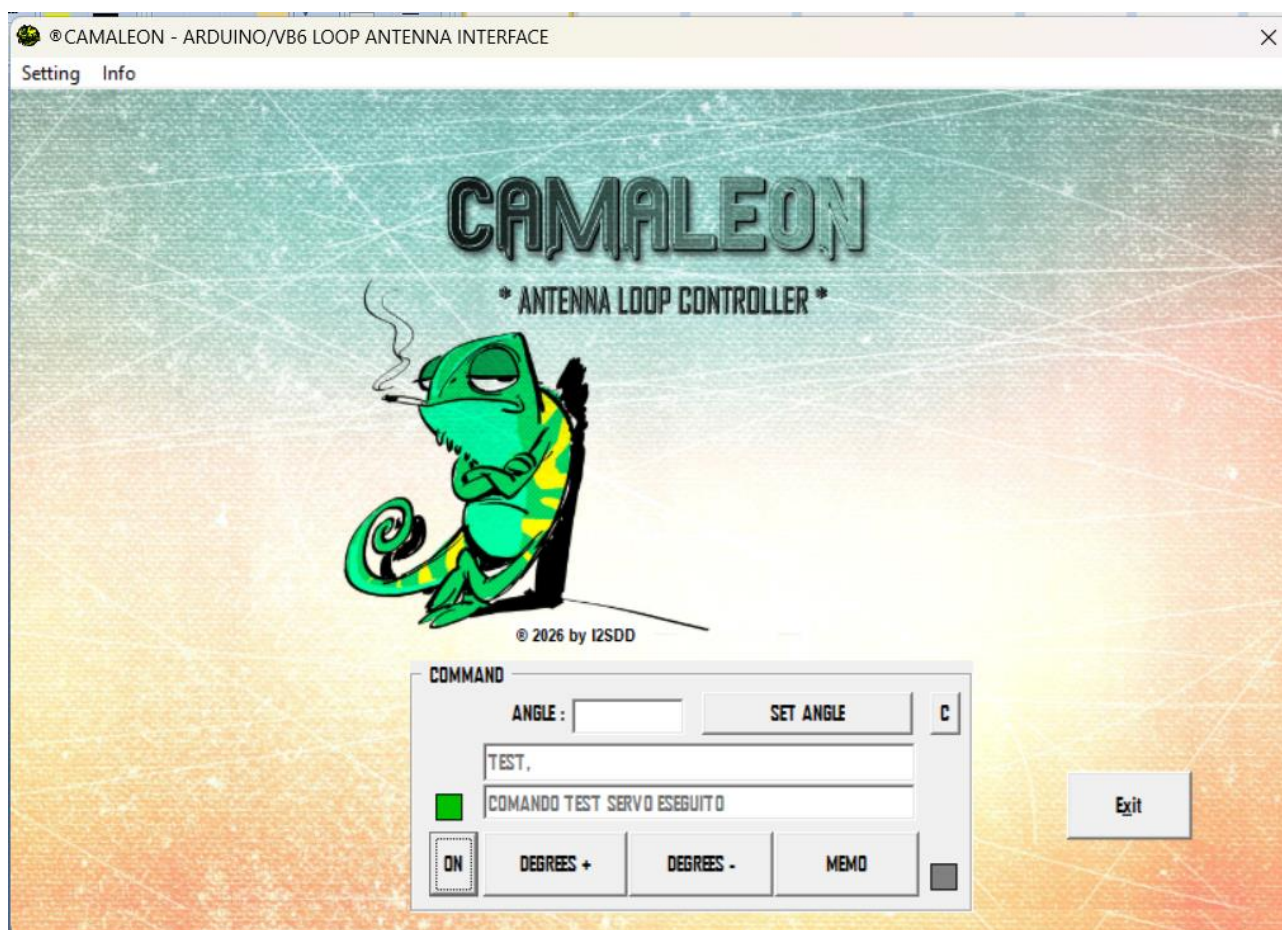 ®CAMALEON - ARDUINO/VB6 LOOP ANTENNA INTERFACE
Setting Info
CAMALEON
* ANTENNA LOOP CONTROLLER *
® 2026 by I2SDD
COMMAND
ANGLE : SET ANGLE C
TEST,
COMANDO TEST SERVO ESEGUITO
Exit
ON DEGREES + DEGREES - MEMO